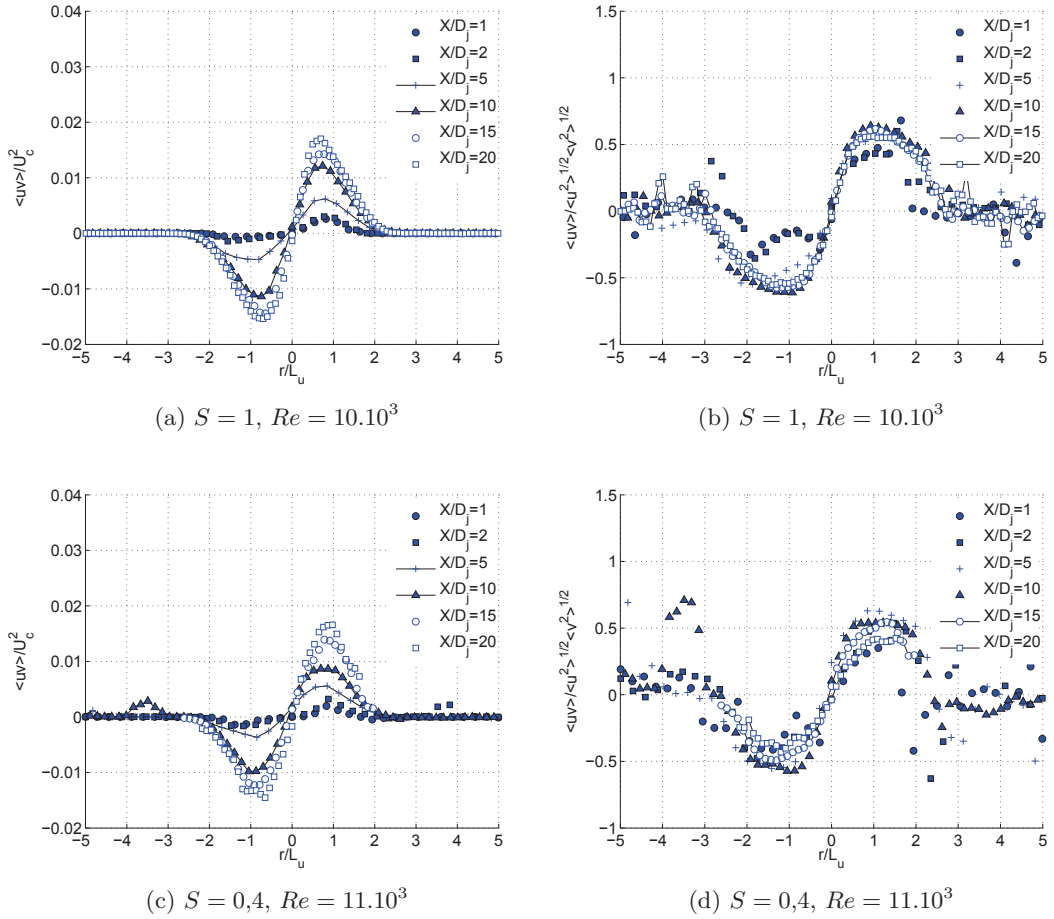 0.04
0.03
0.02
0.01
0
−0.01
−0.02
<uv>/U_c^2
−5 −4 −3 −2 −1 0 1 2 3 4 5
r/L_u
X/D_j=1
X/D_j=2
X/D_j=5
X/D_j=10
X/D_j=15
X/D_j=20
(a) S = 1, Re = 10.10^3
1.5
1
0.5
0
−0.5
−1
<uv>/<u^2>^1/2<v^2>^1/2
−5 −4 −3 −2 −1 0 1 2 3 4 5
r/L_u
X/D_j=1
X/D_j=2
X/D_j=5
X/D_j=10
X/D_j=15
X/D_j=20
(b) S = 1, Re = 10.10^3
0.04
0.03
0.02
0.01
0
−0.01
−0.02
<uv>/U_c^2
−5 −4 −3 −2 −1 0 1 2 3 4 5
r/L_u
X/D_j=1
X/D_j=2
X/D_j=5
X/D_j=10
X/D_j=15
X/D_j=20
(c) S = 0,4, Re = 11.10^3
1.5
1
0.5
0
−0.5
−1
<uv>/<u^2>^1/2<v^2>^1/2
−5 −4 −3 −2 −1 0 1 2 3 4 5
r/L_u
X/D_j=1
X/D_j=2
X/D_j=5
X/D_j=10
X/D_j=15
X/D_j=20
(d) S = 0,4, Re = 11.10^3